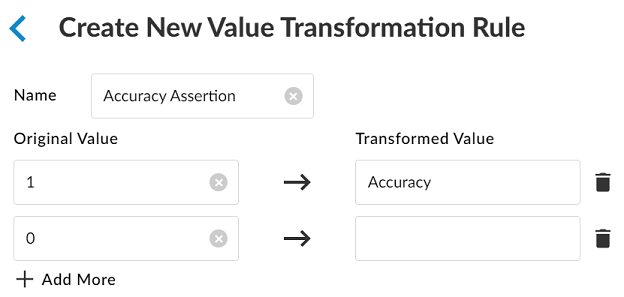 Create New Value Transformation Rule
Name Accuracy Assertion
Original Value Transformed Value
1 Accuracy
0
Add More